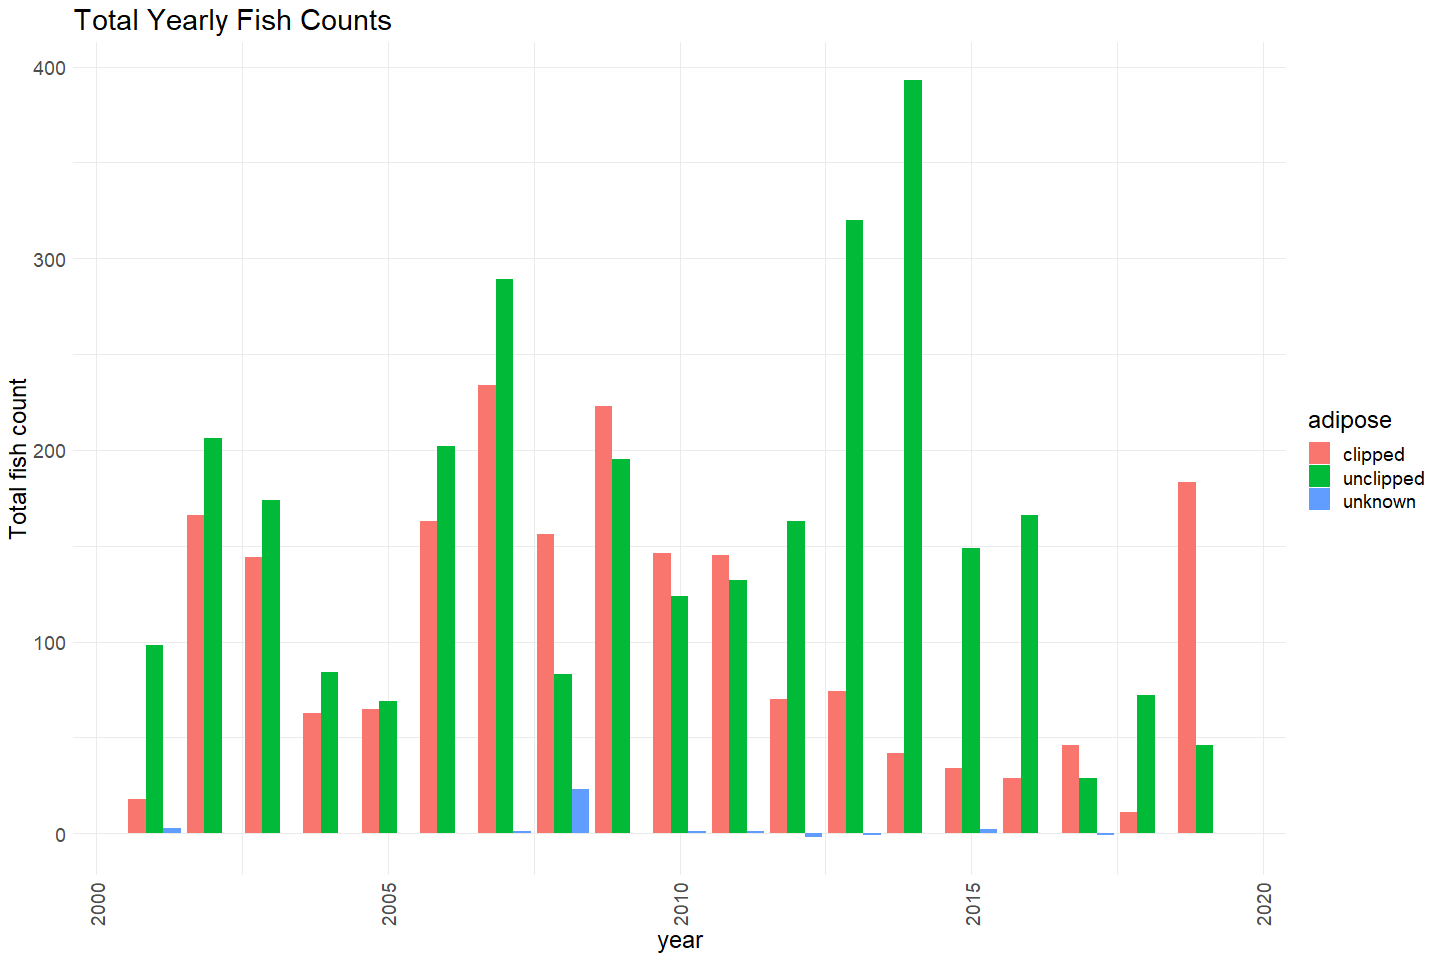 Total Yearly Fish Counts
400
300
200
100
0
Total fish count
2000
2005
2010
2015
2020
year
adipose
clipped
unclipped
unknown